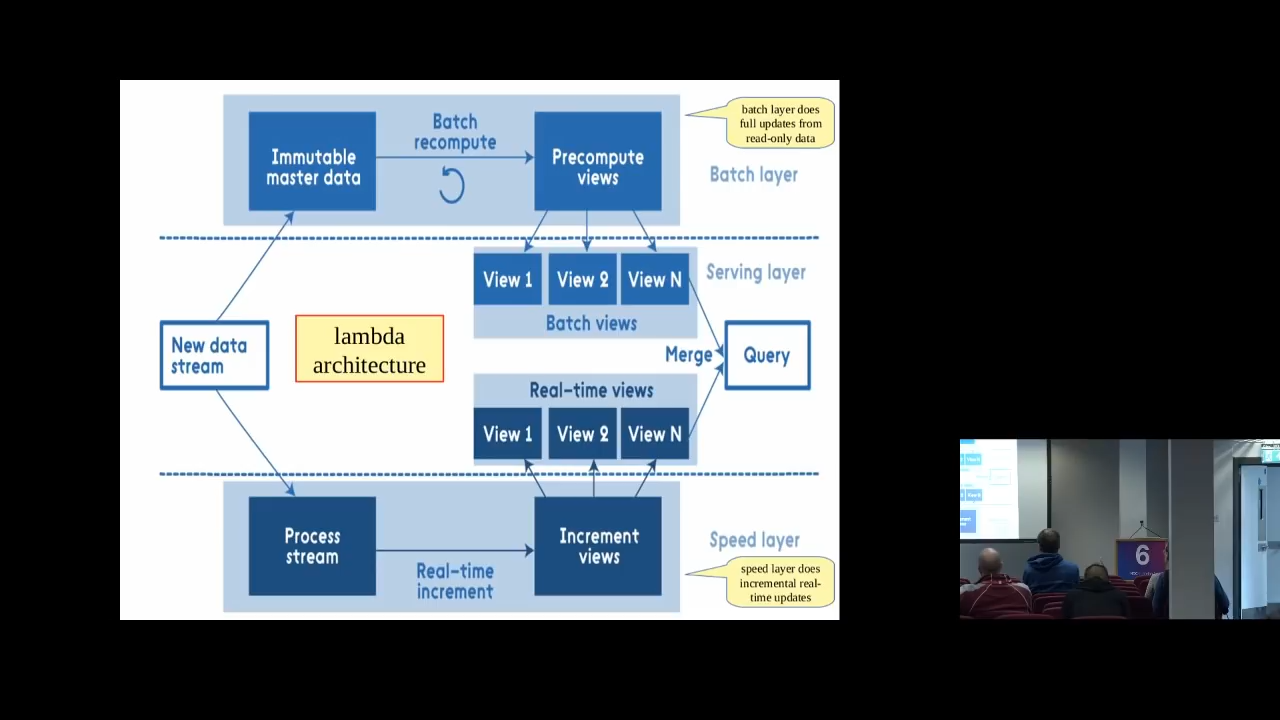 batch layer does
full updates from
read-only data
Batch
recompute
Immutable
master data
Precompute
views
Batch layer
View 1
View 2
View N
Serving layer
Batch views
lambda
architecture
New data
stream
Merge
Query
Real-time views
View 1
View 2
View N
Process
stream
Increment
views
Speed layer
Real-time
increment
speed layer does
incremental real-
time updates
6